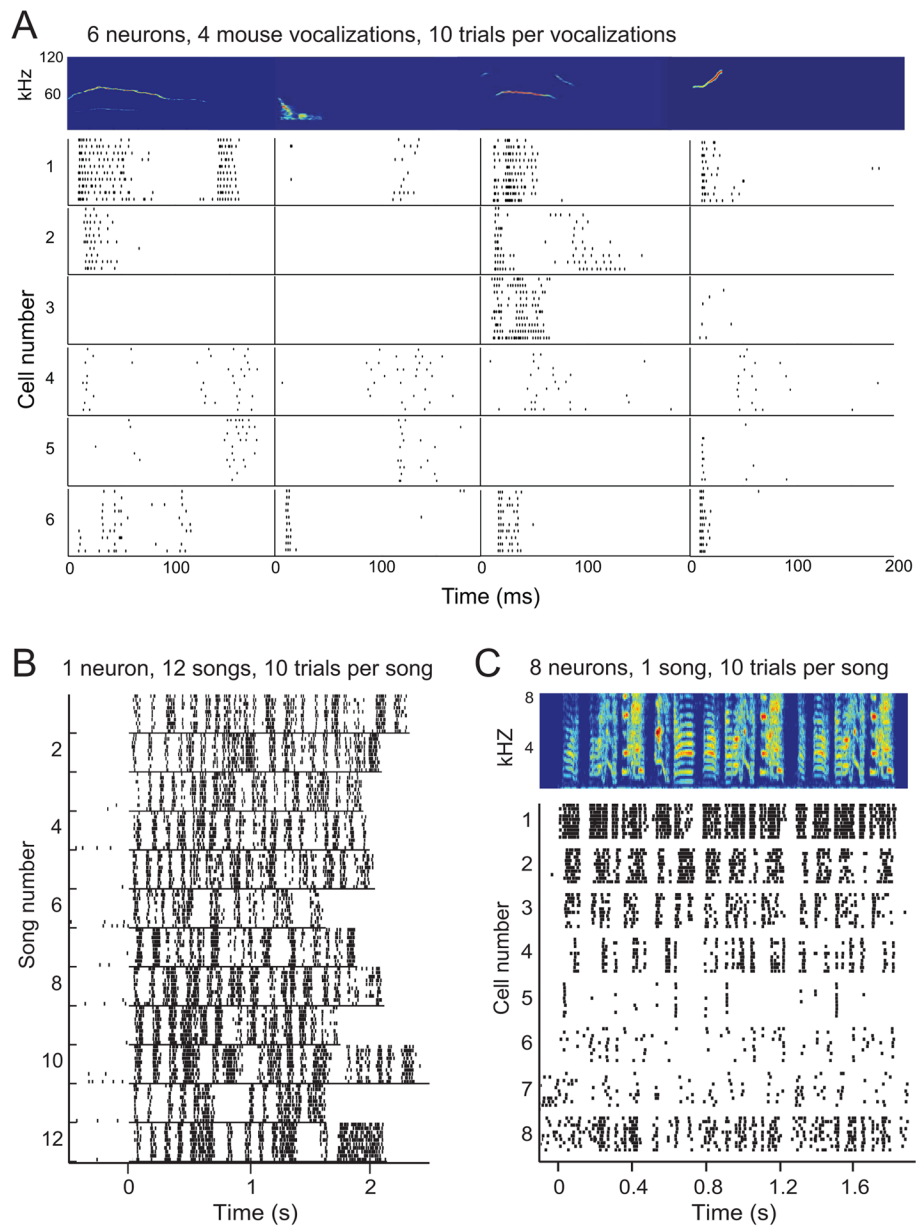 A
6 neurons, 4 mouse vocalizations, 10 trials per vocalizations
120
kHz
60
Cell number
1
2
3
4
5
6
0 100 0 100 0 100 0 100 200
Time (ms)
B
1 neuron, 12 songs, 10 trials per song
Song number
2
4
6
8
10
12
0 1 2
Time (s)
C
8 neurons, 1 song, 10 trials per song
8
kHZ
4
Cell number
1
2
3
4
5
6
7
8
0 0.4 0.8 1.2 1.6
Time (s)